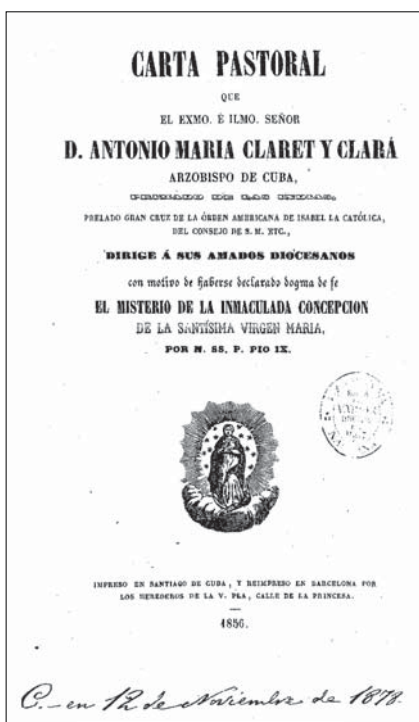 CARTA PASTORAL
QUE
EL EXMO. É ILMO. SEÑOR
D. ANTONIO MARIA CLARET Y CLARÁ
ARZOBISPO DE CUBA,
PRIMADO DE LAS INDIAS,
PRELADO GRAN CRUZ DE LA ÓRDEN AMERICANA DE ISABEL LA CATÓLICA,
DEL CONSEJO DE S. M. ETC.,
DIRIGE Á SUS AMADOS DIOCESANOS
con motivo de haberse declarado dogma de fe
EL MISTERIO DE LA INMACULADA CONCEPCION
DE LA SANTÍSIMA VIRGEN MARIA,
POR N. SS. P. PIO IX.
IMPRESO EN SANTIAGO DE CUBA, Y REIMPRESO EN BARCELONA POR
LOS HEREDEROS DE LA V. PLA, CALLE DE LA PRINCESA.
1856.
C.- en 12 de Noviembre de 1878.